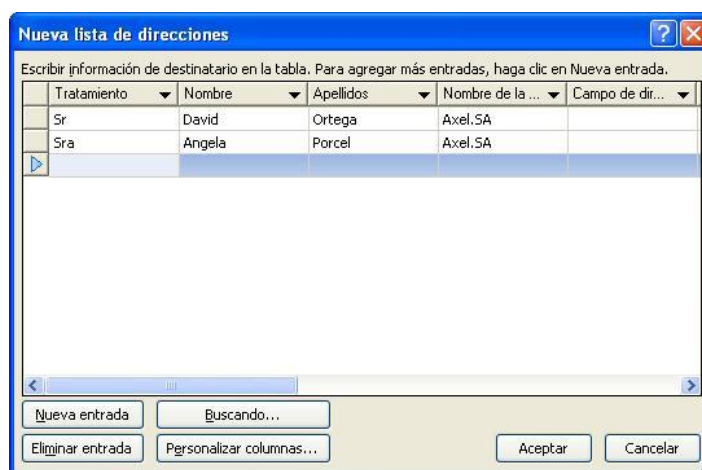 Nueva lista de direcciones
Escribir información de destinatario en la tabla. Para agregar más entradas, haga clic en Nueva entrada.
Tratamiento Nombre Apellidos Nombre de la ... Campo de dir...
Sr David Ortega Axel.SA
Sra Angela Porcel Axel.SA
Nueva entrada Buscando...
Eliminar entrada Personalizar columnas... Aceptar Cancelar